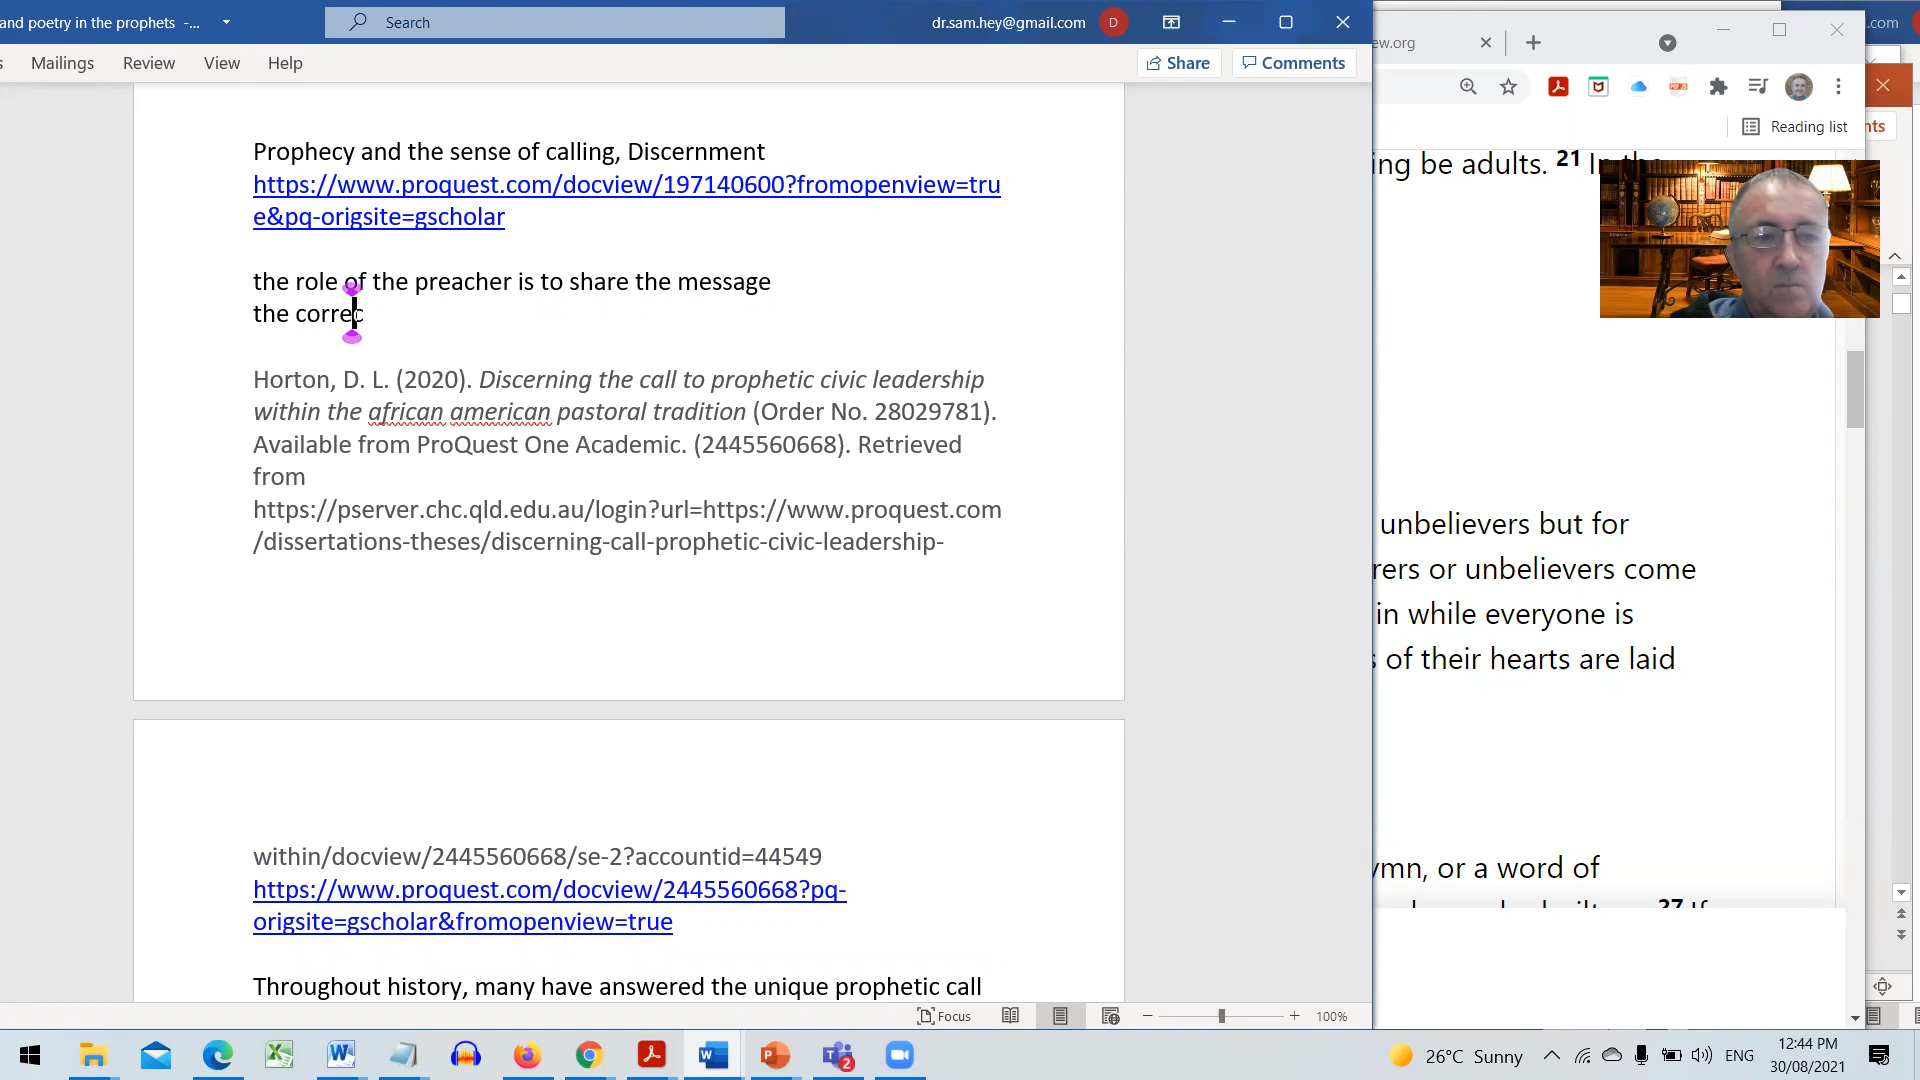 and poetry in the prophets -...
Search
dr.sam.hey@gmail.com
D
Mailings
Review
View
Help
Share
Comments
Prophecy and the sense of calling, Discernment
https://www.proquest.com/docview/197140600?fromopenview=tru
e&pq-origsite=gscholar
the role of the preacher is to share the message
the correc
Horton, D. L. (2020). Discerning the call to prophetic civic leadership
within the african american pastoral tradition (Order No. 28029781).
Available from ProQuest One Academic. (2445560668). Retrieved
from
https://pserver.chc.qld.edu.au/login?url=https://www.proquest.com
/dissertations-theses/discerning-call-prophetic-civic-leadership-
within/docview/2445560668/se-2?accountid=44549
https://www.proquest.com/docview/2445560668?pq-
origsite=gscholar&fromopenview=true
Throughout history, many have answered the unique prophetic call
Focus
100%
ew.org
.com
Reading list
nts
ing be adults. 21 In the
unbelievers but for
rers or unbelievers come
in while everyone is
s of their hearts are laid
ymn, or a word of
27 If
2
26°C Sunny
ENG
12:44 PM
30/08/2021